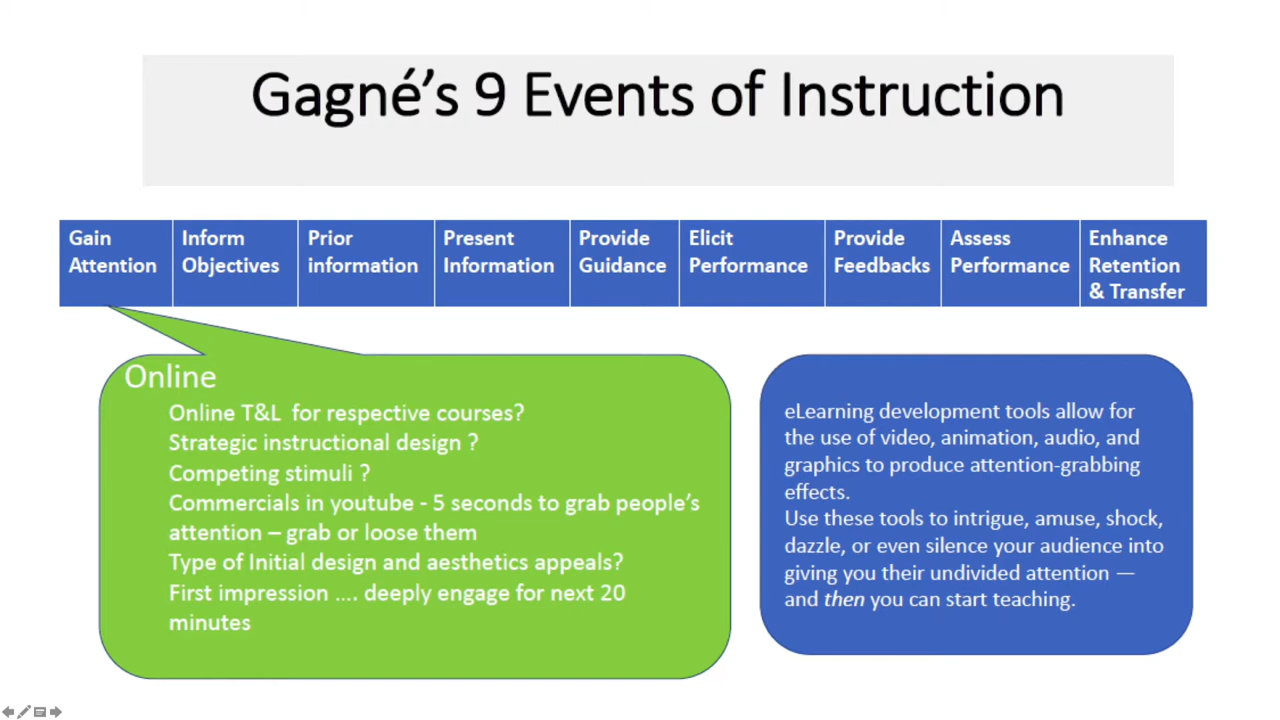 Gagné's 9 Events of Instruction
Gain
Attention
Inform
Objectives
Prior
information
Present
Information
Provide
Guidance
Elicit
Performance
Provide
Feedbacks
Assess
Performance
Enhance
Retention
& Transfer
Online
Online T&L  for respective courses?
Strategic instructional design ?
Competing stimuli ?
Commercials in youtube - 5 seconds to grab people's
attention – grab or loose them
Type of Initial design and aesthetics appeals?
First impression …. deeply engage for next 20
minutes
eLearning development tools allow for
the use of video, animation, audio, and
graphics to produce attention-grabbing
effects.
Use these tools to intrigue, amuse, shock,
dazzle, or even silence your audience into
giving you their undivided attention —
and then you can start teaching.